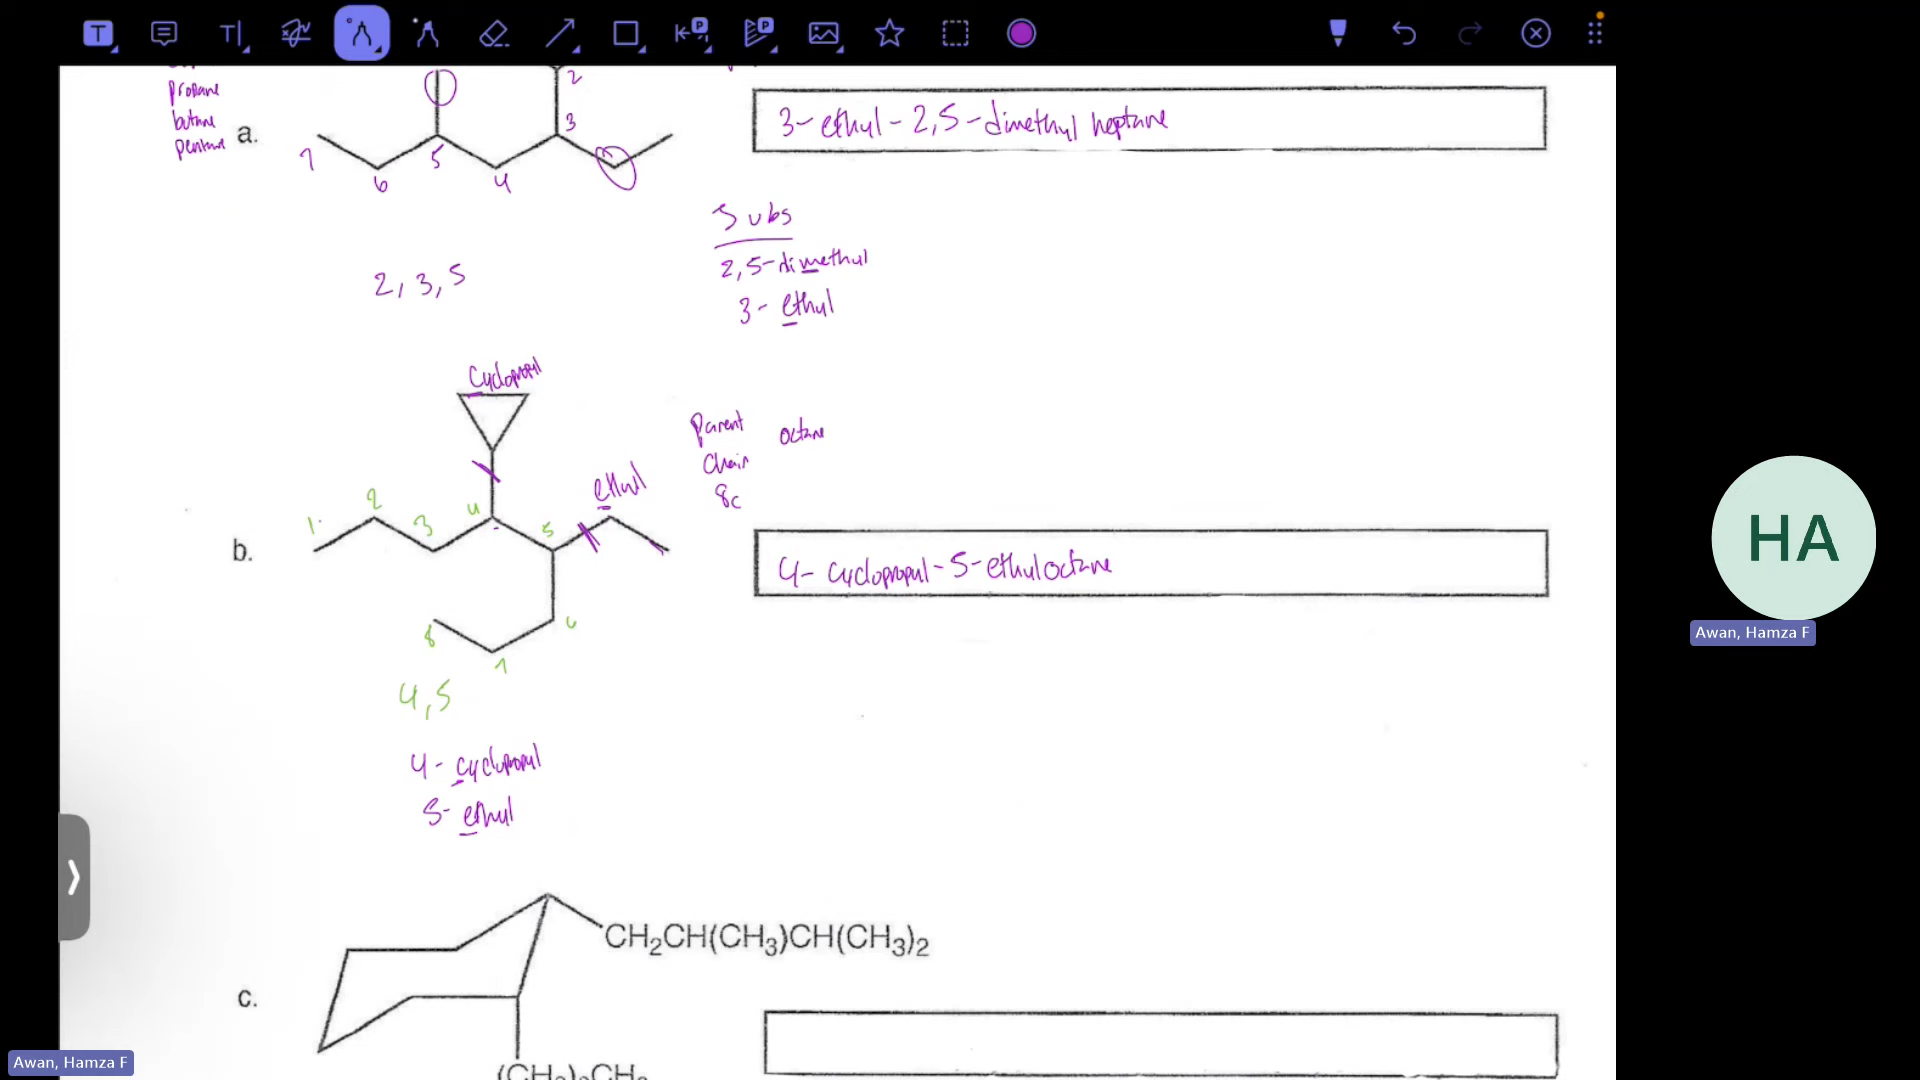 2
propane
butane
pentane
a.
3
7
5
6
4
3-ethyl-2,5-dimethyl heptane
Subs
2,5-dimethyl
3-ethyl
2, 3, 5
Cyclopropyl
ethyl
Parent
Chain
8c
octane
b.
1
2
3
4
5
6
7
8
4-cyclopropyl-5-ethyloctane
4,5
4-cyclopropyl
5-ethyl
c.
CH₂CH(CH₃)CH(CH₃)₂
HA
Awan, Hamza F
Awan, Hamza F